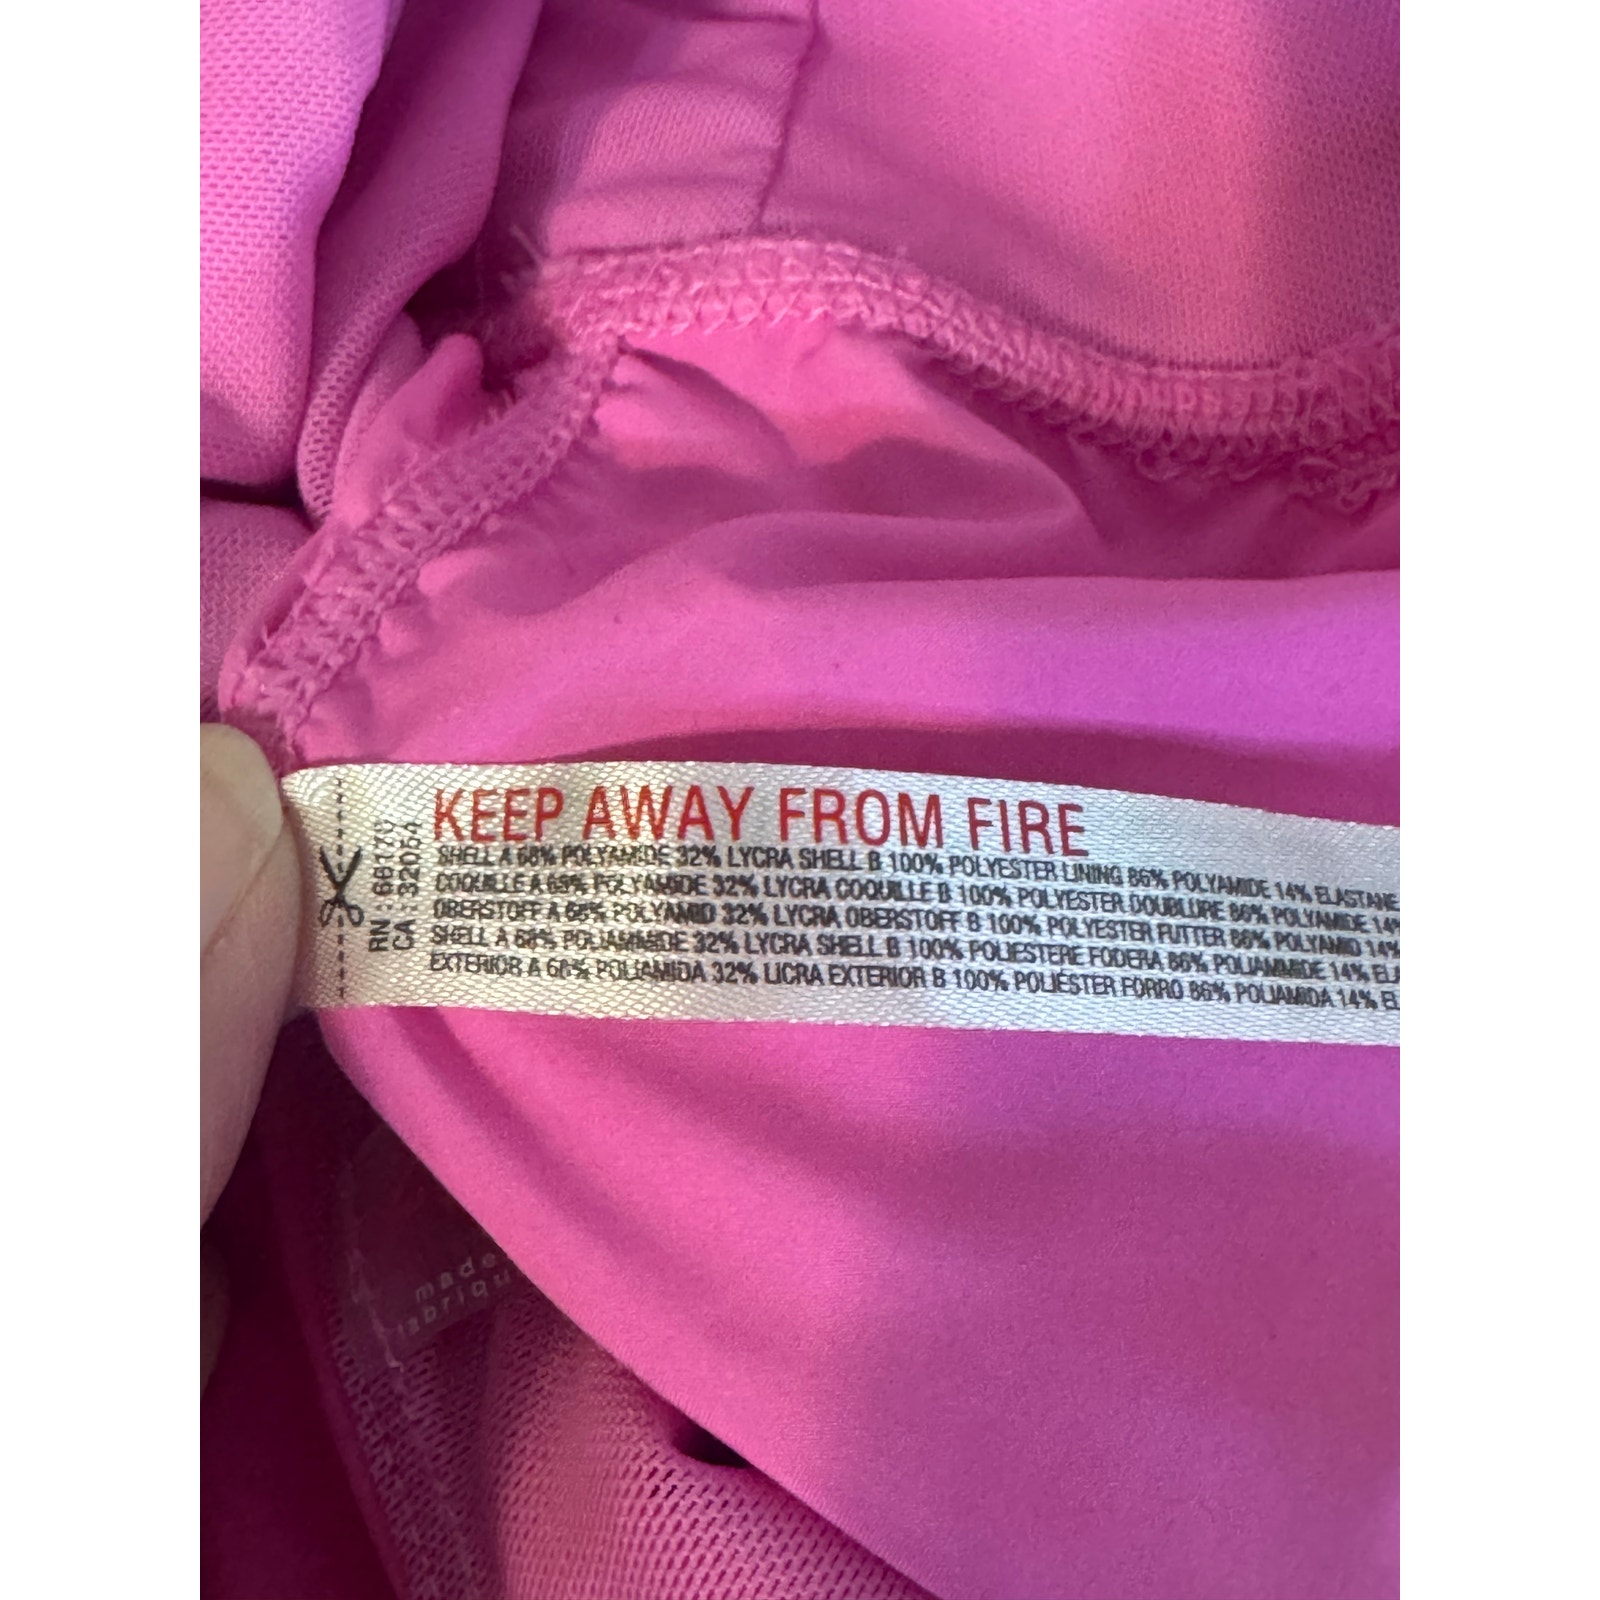 KEEP AWAY FROM FIRE
SHELL A 68% POLYAMIDE 32% LYCRA SHELL B 100% POLYESTER LINING 86% POLYAMIDE 14% ELASTANE
COQUILLE A 68% POLYAMIDE 32% LYCRA COQUILLE B 100% POLYESTER DOUBLURE 86% POLYAMIDE 14%
OBERSTOFF A 68% POLYAMID 32% LYCRA OBERSTOFF B 100% POLYESTER FUTTER 86% POLYAMID 14%
SHELL A 68% POLIAMMIDE 32% LYCRA SHELL B 100% POLIESTERE FODERA 86% POLIAMMIDE 14% EL
EXTERIOR A 68% POLIAMIDA 32% LICRA EXTERIOR B 100% POLIÉSTER FORRO 86% POLIAMIDA 14% EL
RN : 66170
CA : 32054
made
fabriqu